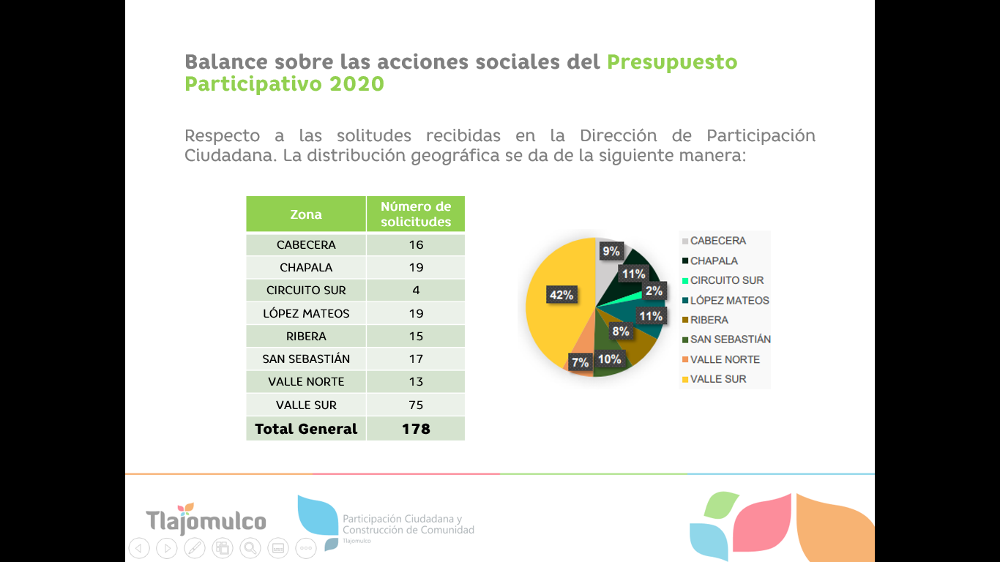 Balance sobre las acciones sociales del Presupuesto
Participativo 2020
Respecto a las solitudes recibidas en la Dirección de Participación
Ciudadana. La distribución geográfica se da de la siguiente manera:
Zona
Número de
solicitudes
CABECERA 16
CHAPALA 19
CIRCUITO SUR 4
LÓPEZ MATEOS 19
RIBERA 15
SAN SEBASTIÁN 17
VALLE NORTE 13
VALLE SUR 75
Total General 178
9%
11%
2%
11%
8%
10%
7%
42%
CABECERA
CHAPALA
CIRCUITO SUR
LÓPEZ MATEOS
RIBERA
SAN SEBASTIÁN
VALLE NORTE
VALLE SUR
Tlajomulco
Participación Ciudadana y
Construcción de Comunidad
Tlajomulco